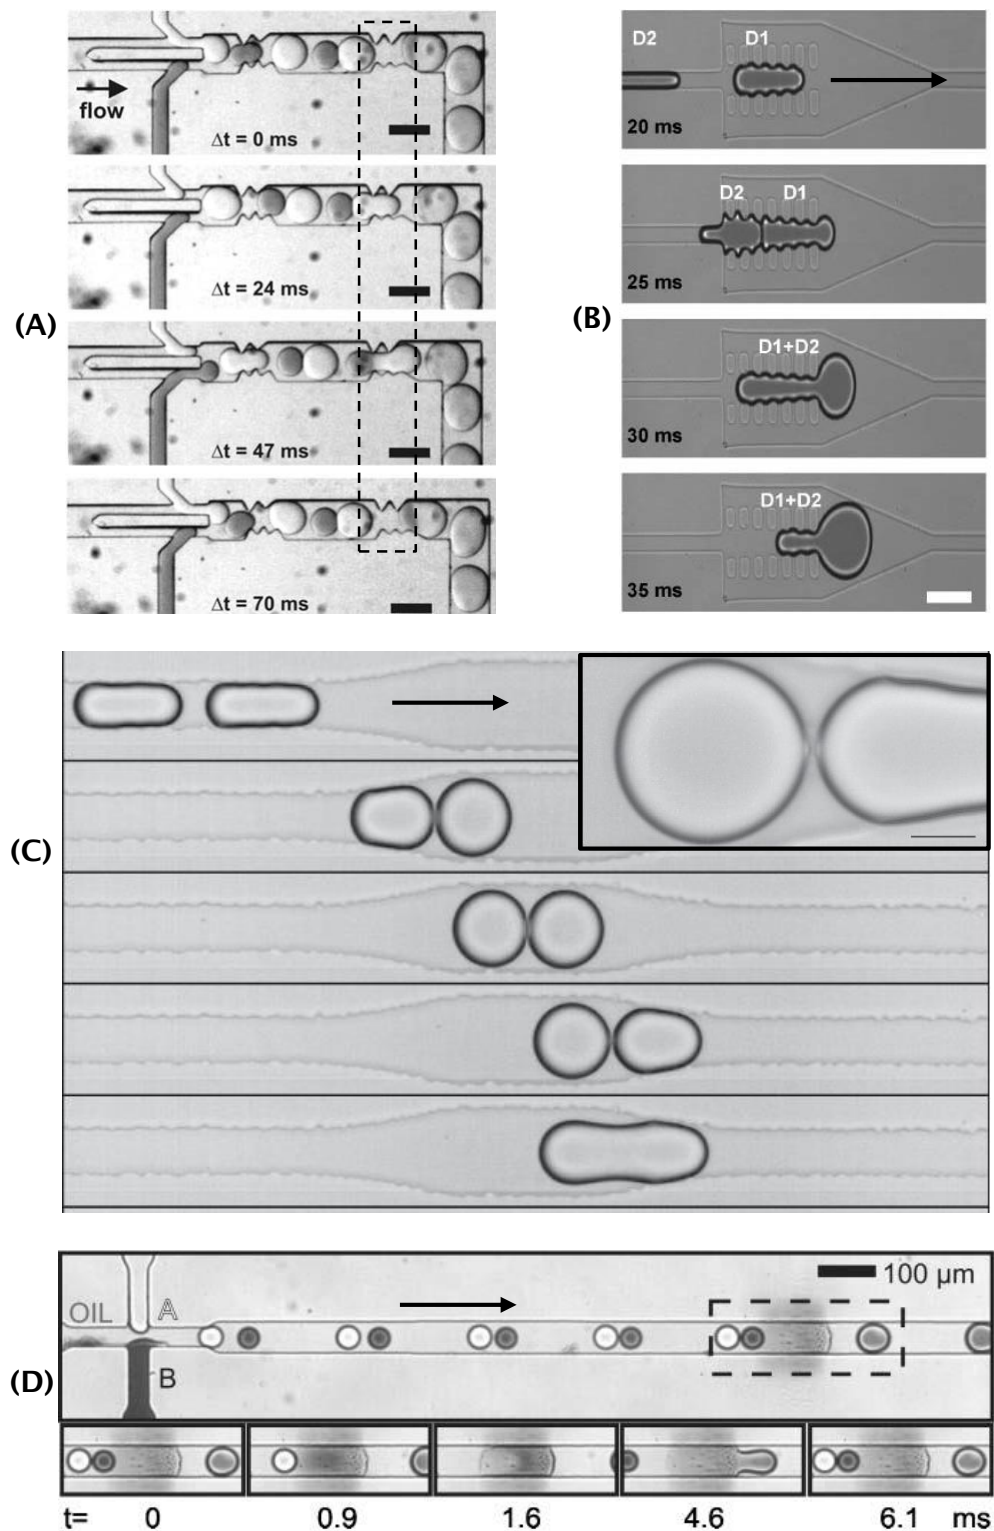 (A)
flow
Δt = 0 ms
Δt = 24 ms
Δt = 47 ms
Δt = 70 ms
(B)
D2 D1
20 ms
D2 D1
25 ms
D1+D2
30 ms
D1+D2
35 ms
(C)
(D)
OIL A
B
100 µm
t= 0 0.9 1.6 4.6 6.1 ms